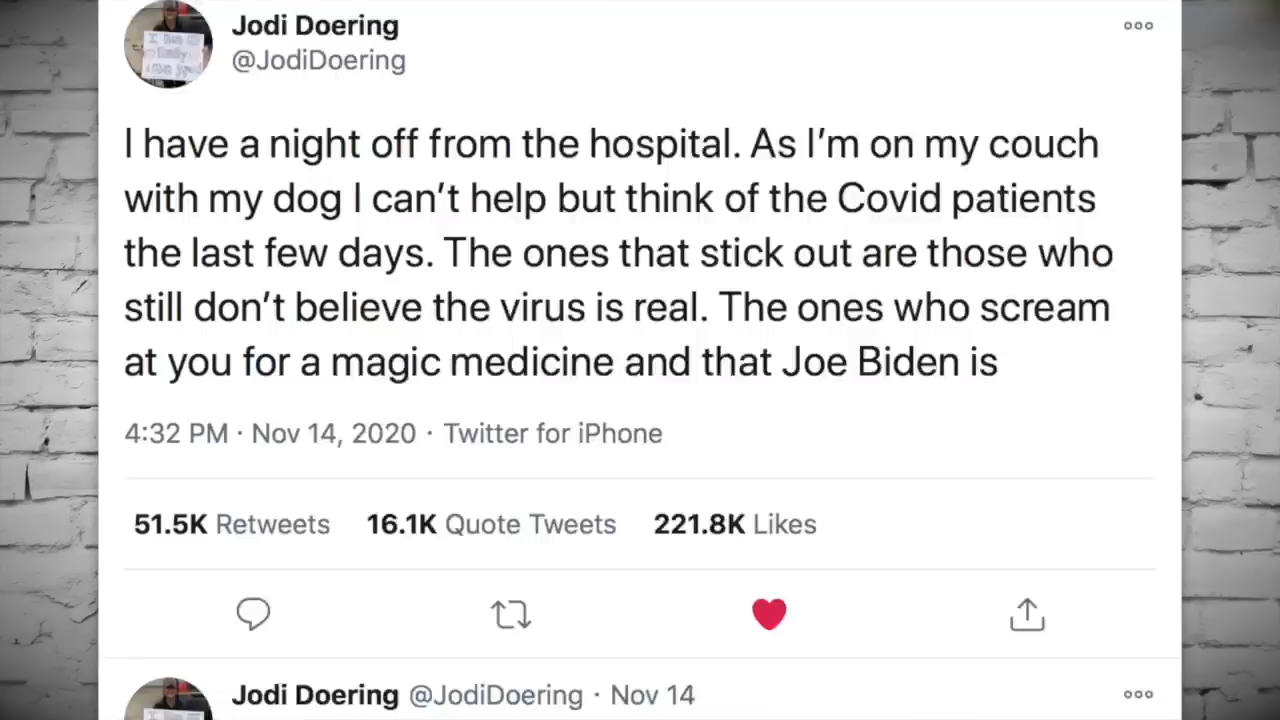 Jodi Doering
@JodiDoering
I have a night off from the hospital. As I’m on my couch
with my dog I can’t help but think of the Covid patients
the last few days. The ones that stick out are those who
still don’t believe the virus is real. The ones who scream
at you for a magic medicine and that Joe Biden is
4:32 PM · Nov 14, 2020 · Twitter for iPhone
51.5K Retweets 16.1K Quote Tweets 221.8K Likes
Jodi Doering @JodiDoering · Nov 14